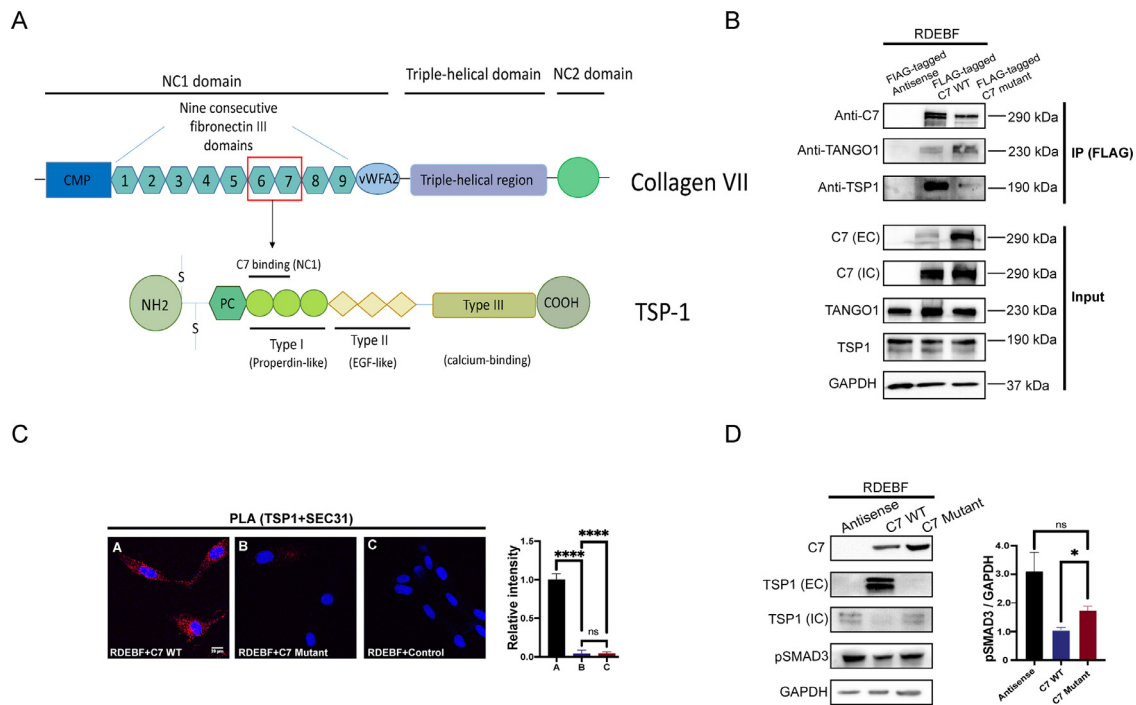 A
NC1 domain
Triple-helical domain
NC2 domain
Nine consecutive
fibronectin III
domains
CMP
1 2 3 4 5 6 7 8 9
vWFA2
Triple-helical region
Collagen VII
C7 binding (NC1)
S
NH2
S
PC
Type III
COOH
TSP-1
Type I
(Properdin-like)
Type II
(EGF-like)
(calcium-binding)
B
RDEBF
FlAG-tagged
Antisense
FLAG-tagged
C7 WT
FLAG-tagged
C7 mutant
Anti-C7
290 kDa
Anti-TANGO1
230 kDa
IP (FLAG)
Anti-TSP1
190 kDa
C7 (EC)
290 kDa
C7 (IC)
290 kDa
Input
TANGO1
230 kDa
TSP1
190 kDa
GAPDH
37 kDa
C
PLA (TSP1+SEC31)
A
RDEBF+C7 WT
20 μm
B
RDEBF+C7 Mutant
C
RDEBF+Control
Relative intensity
1.5
1.0
0.5
0.0
****
****
ns
A B C
D
RDEBF
Antisense
C7 WT
C7 Mutant
C7
TSP1 (EC)
TSP1 (IC)
pSMAD3
GAPDH
pSMAD3 / GAPDH
4.0
3.0
2.0
1.0
0.0
ns
*
Antisense
C7 WT
C7 Mutant